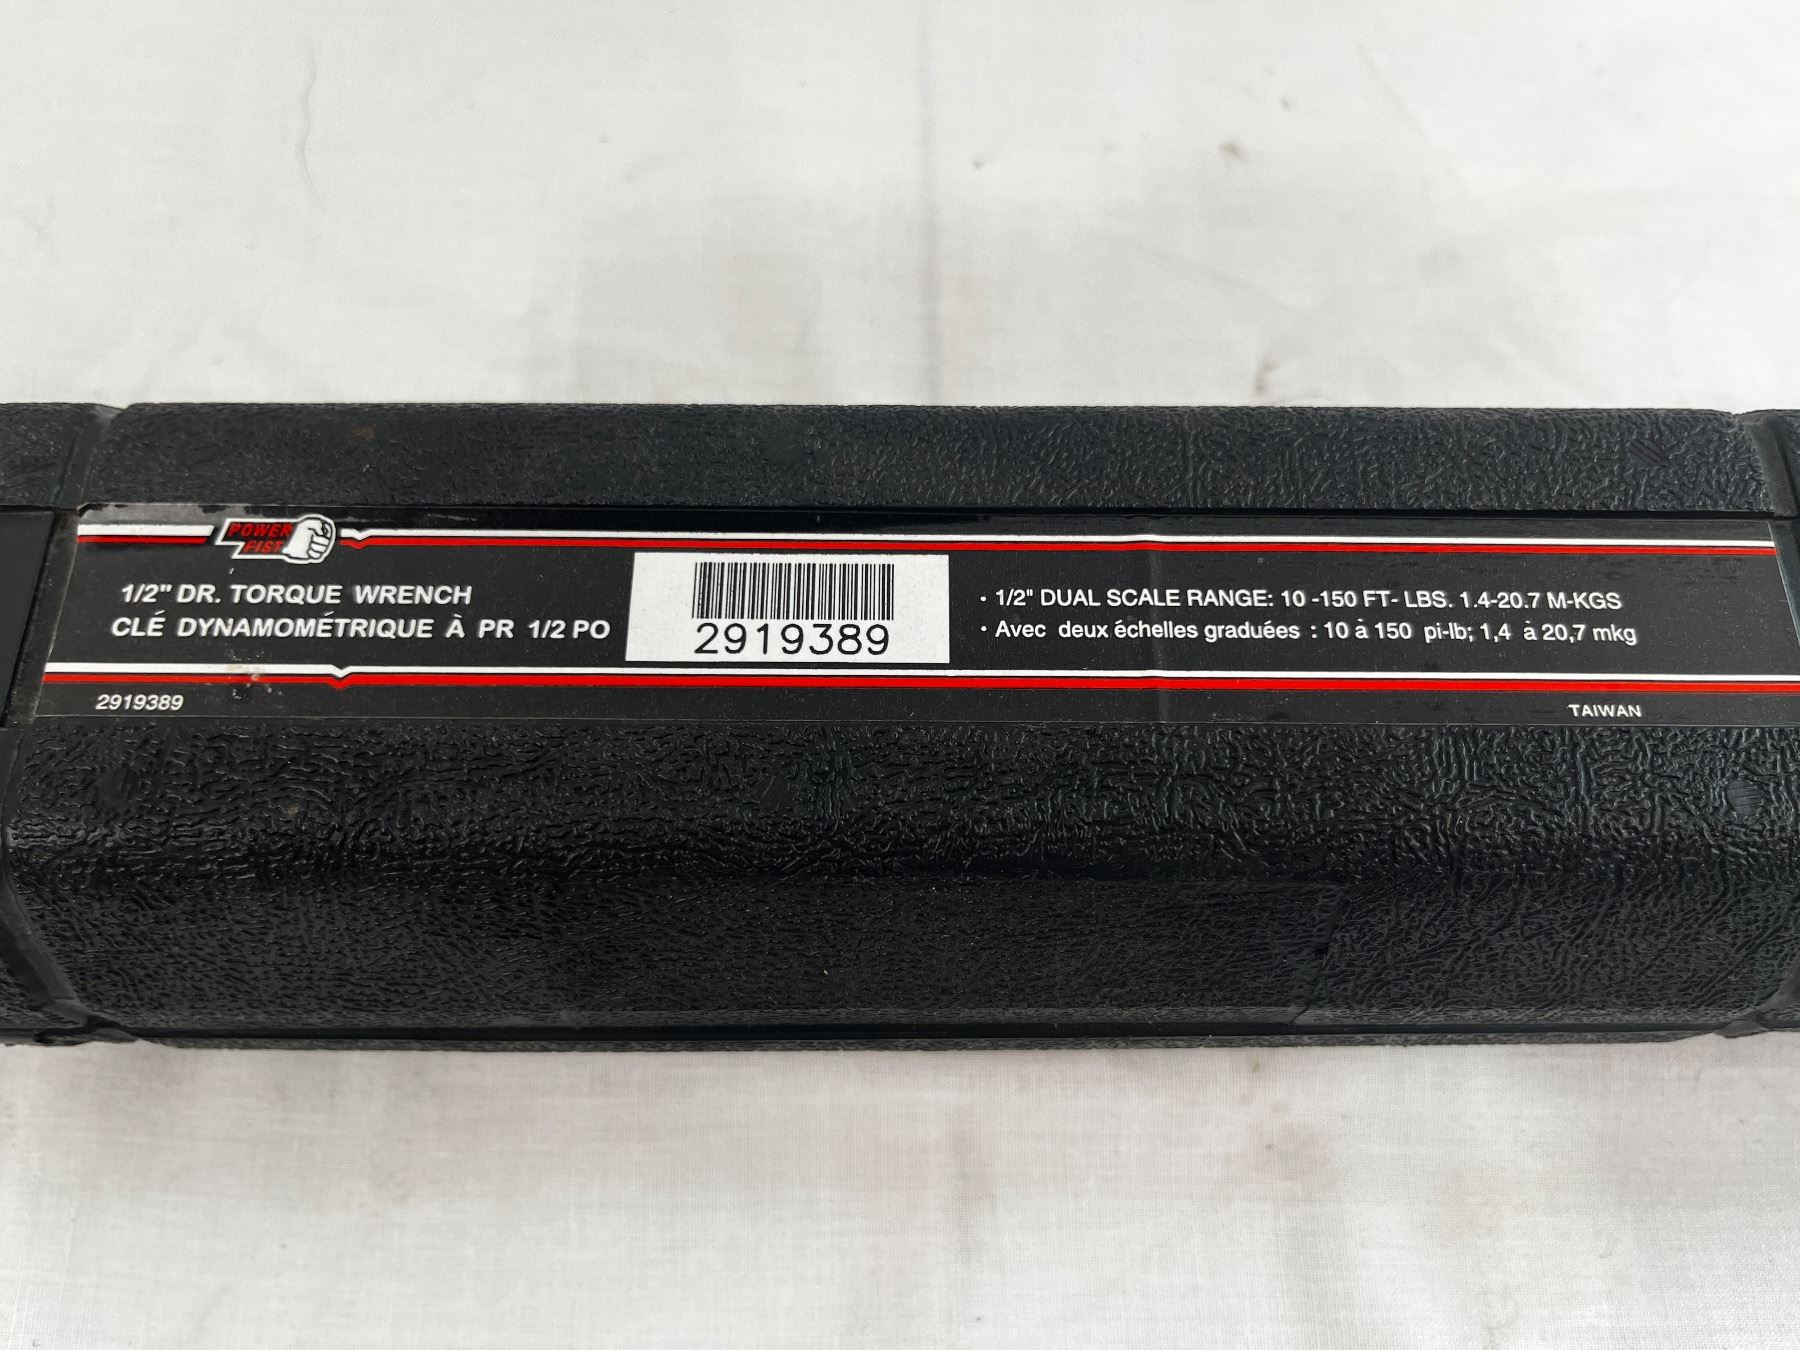 POWER
FIST
1/2" DR. TORQUE WRENCH
CLÉ DYNAMOMÉTRIQUE À PR 1/2 PO
2919389
• 1/2" DUAL SCALE RANGE: 10 -150 FT- LBS. 1.4-20.7 M-KGS
• Avec deux échelles graduées : 10 à 150 pi-lb; 1,4 à 20,7 mkg
2919389
TAIWAN